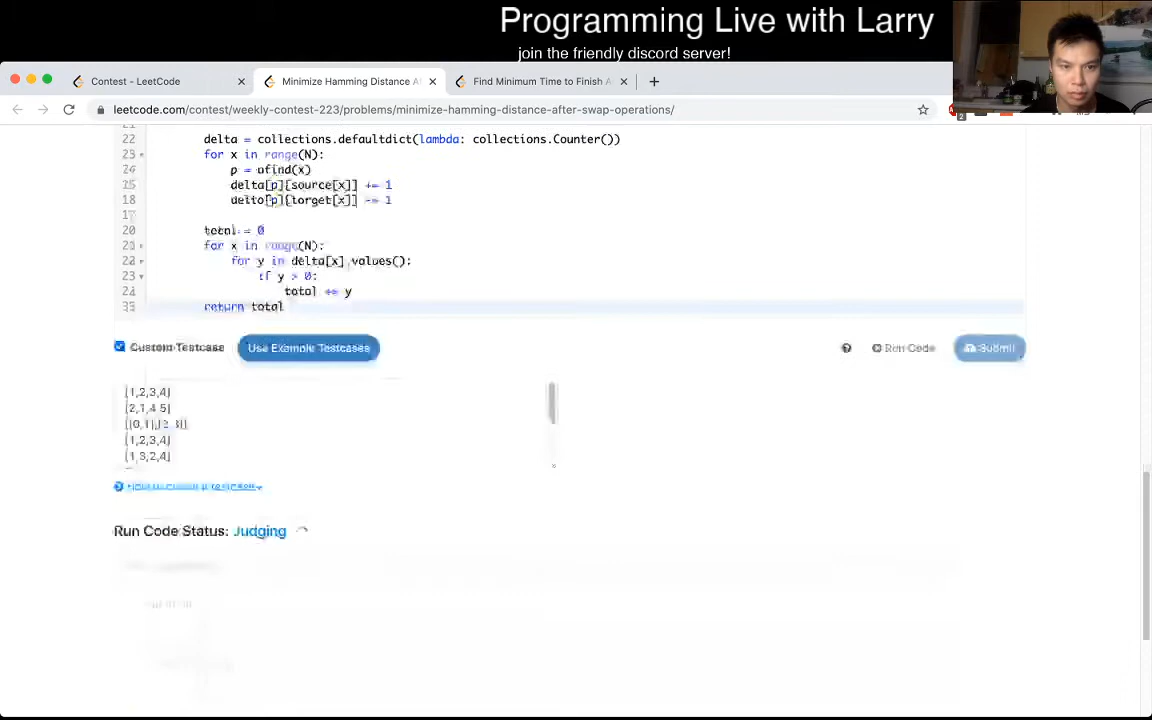 Programming Live with Larry
join the friendly discord server!
Contest - LeetCode
Minimize Hamming Distance Af
Find Minimum Time to Finish A
leetcode.com/contest/weekly-contest-223/problems/minimize-hamming-distance-after-swap-operations/
22 delta = collections.defaultdict(lambda: collections.Counter())
for x in range(N):
p = ufind(x)
delta[p][source[x]] += 1
delta[p][target[x]] -= 1
total = 0
for x in range(N):
for y in delta[x].values():
if y > 0:
total += y
return total
Custom Testcase
Use Example Testcases
Run Code
Submit
[1,2,3,4]
[2,1,4,5]
[[0,1],[2,3]]
[1,2,3,4]
[1,3,2,4]
Run Code Status: Judging